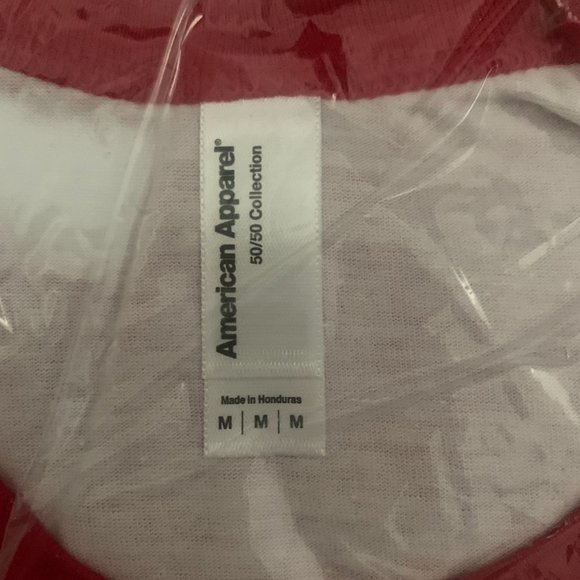 American Apparel®
50/50 Collection
Made in Honduras
M | M | M